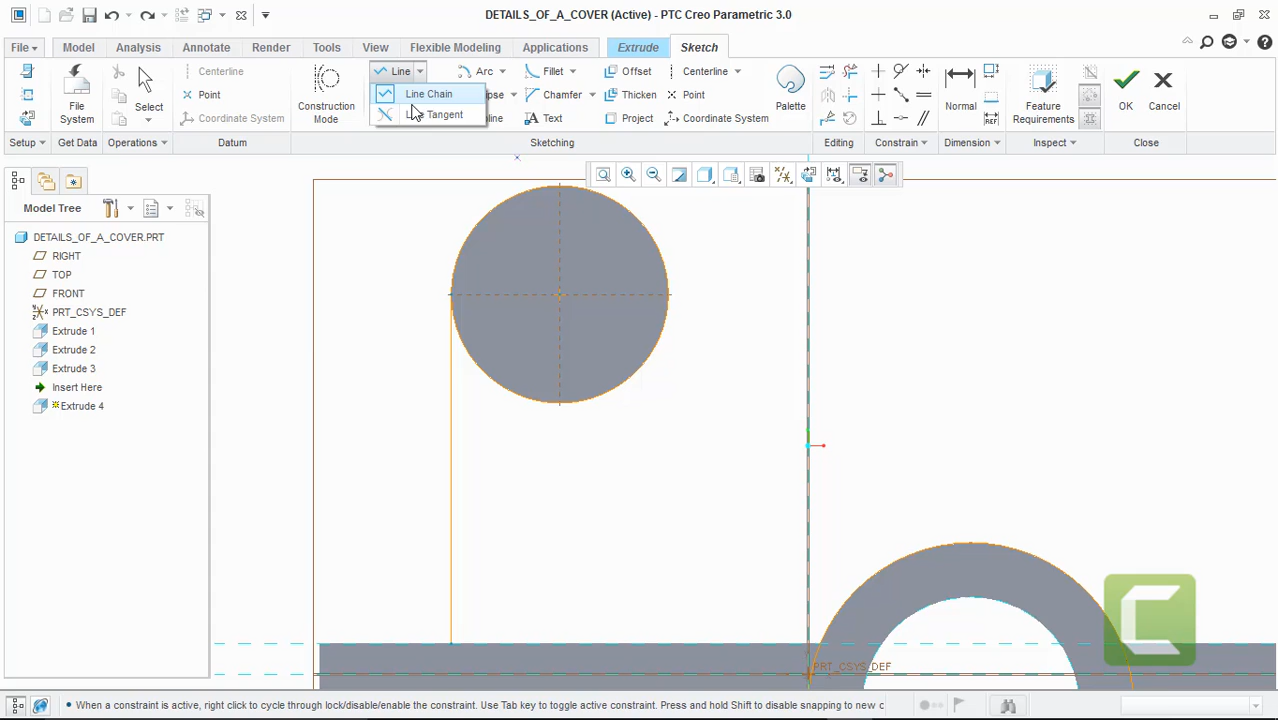 DETAILS_OF_A_COVER (Active) - PTC Creo Parametric 3.0
File Model Analysis Annotate Render Tools View Flexible Modeling Applications Extrude Sketch
File System
Select
Centerline
Point
Coordinate System
Construction Mode
Line
Line Chain
Tangent
Arc
Fillet
Chamfer
Text
Offset
Thicken
Project
Centerline
Point
Coordinate System
Palette
Normal
Feature Requirements
OK
Cancel
Setup Get Data Operations Datum Sketching Editing Constrain Dimension Inspect Close
Model Tree
DETAILS_OF_A_COVER.PRT
RIGHT
TOP
FRONT
PRT_CSYS_DEF
Extrude 1
Extrude 2
Extrude 3
Insert Here
Extrude 4
PRT_CSYS_DEF
When a constraint is active, right click to cycle through lock/disable/enable the constraint. Use Tab key to toggle active constraint. Press and hold Shift to disable snapping to new c